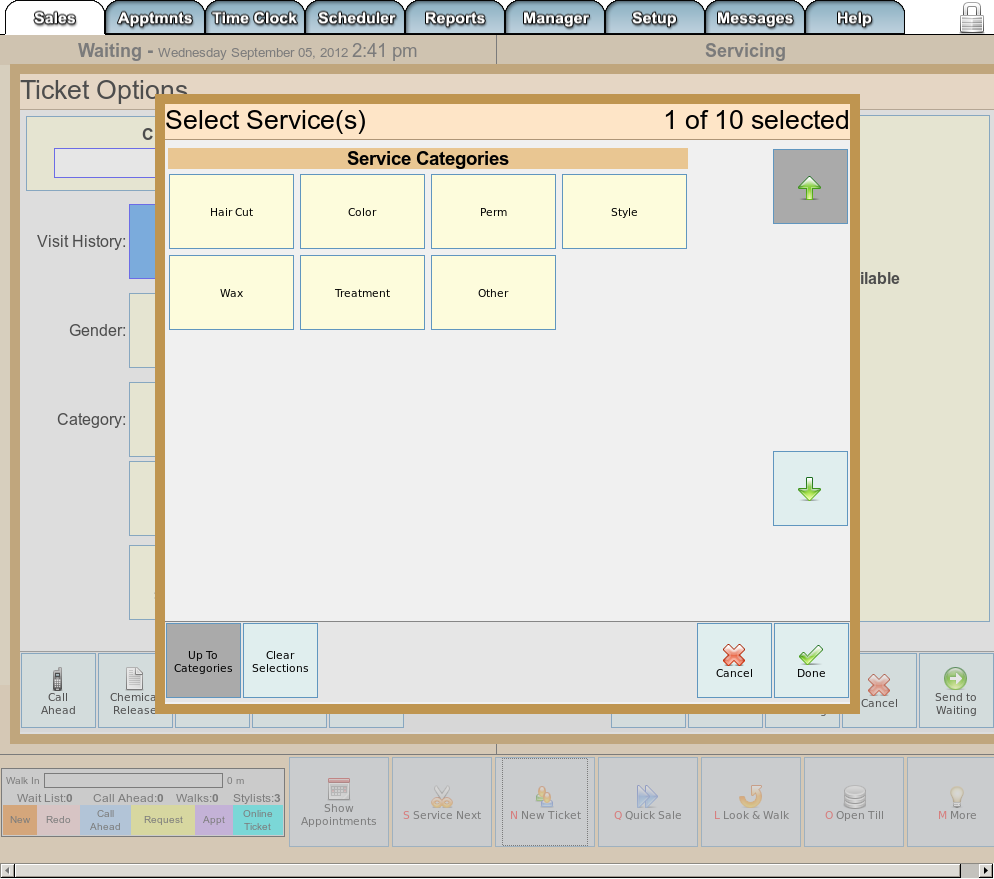 Sales
Apptmnts
Time Clock
Scheduler
Reports
Manager
Setup
Messages
Help
Waiting - Wednesday September 05, 2012 2:41 pm
Servicing
Ticket Options
Select Service(s)
1 of 10 selected
Service Categories
Hair Cut
Color
Perm
Style
Wax
Treatment
Other
Visit History:
Gender:
Category:
ilable
Up To
Categories
Clear
Selections
Cancel
Done
Call
Ahead
Chemica
Release
Cancel
Send to
Waiting
Walk In
0 m
Wait List:0
Call Ahead:0
Walks:0
Stylists:3
New
Redo
Call
Ahead
Request
Appt
Online
Ticket
Show
Appointments
S Service Next
N New Ticket
Q Quick Sale
L Look & Walk
O Open Till
M More